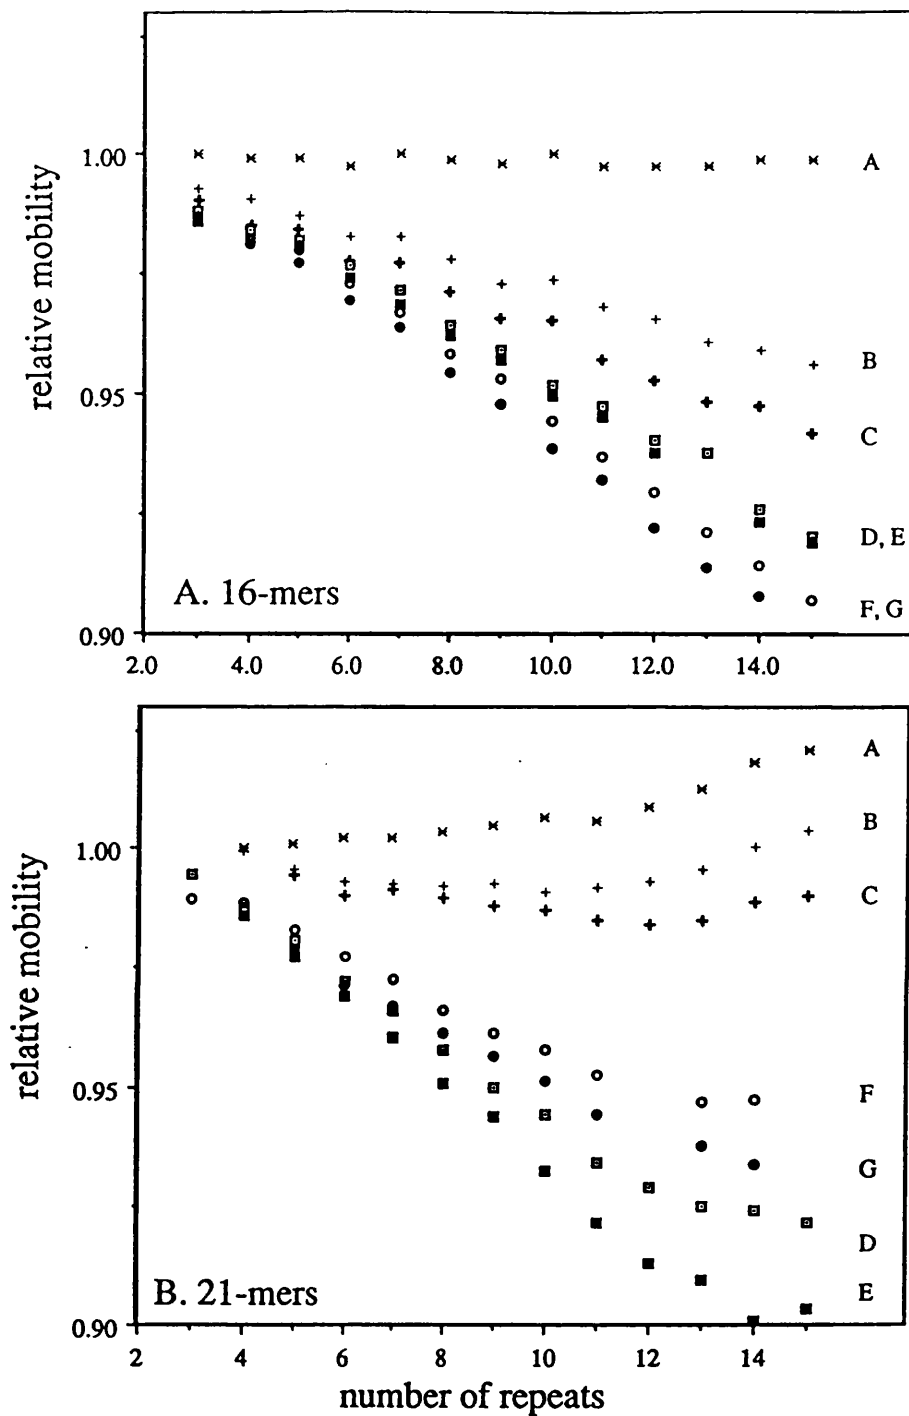 relative mobility
1.00
0.95
0.90
A
B
C
D, E
F, G
A. 16-mers
2.0 4.0 6.0 8.0 10.0 12.0 14.0
relative mobility
1.00
0.95
0.90
A
B
C
F
G
D
E
B. 21-mers
2 4 6 8 10 12 14
number of repeats